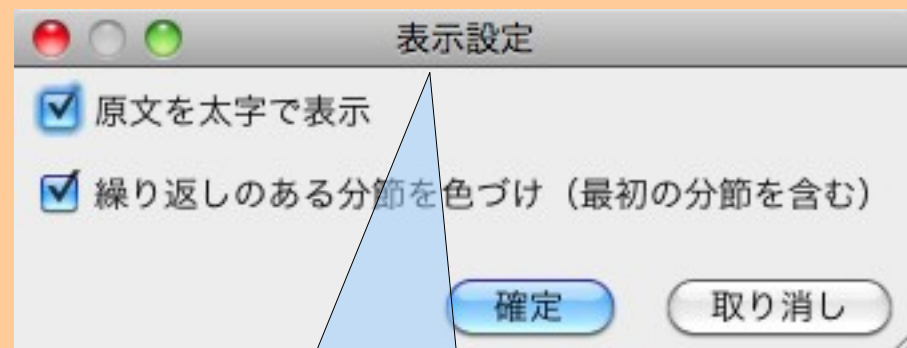 表示設定
原文を太字で表示
繰り返しのある分節を色づけ（最初の分節を含む）
確定
取り消し